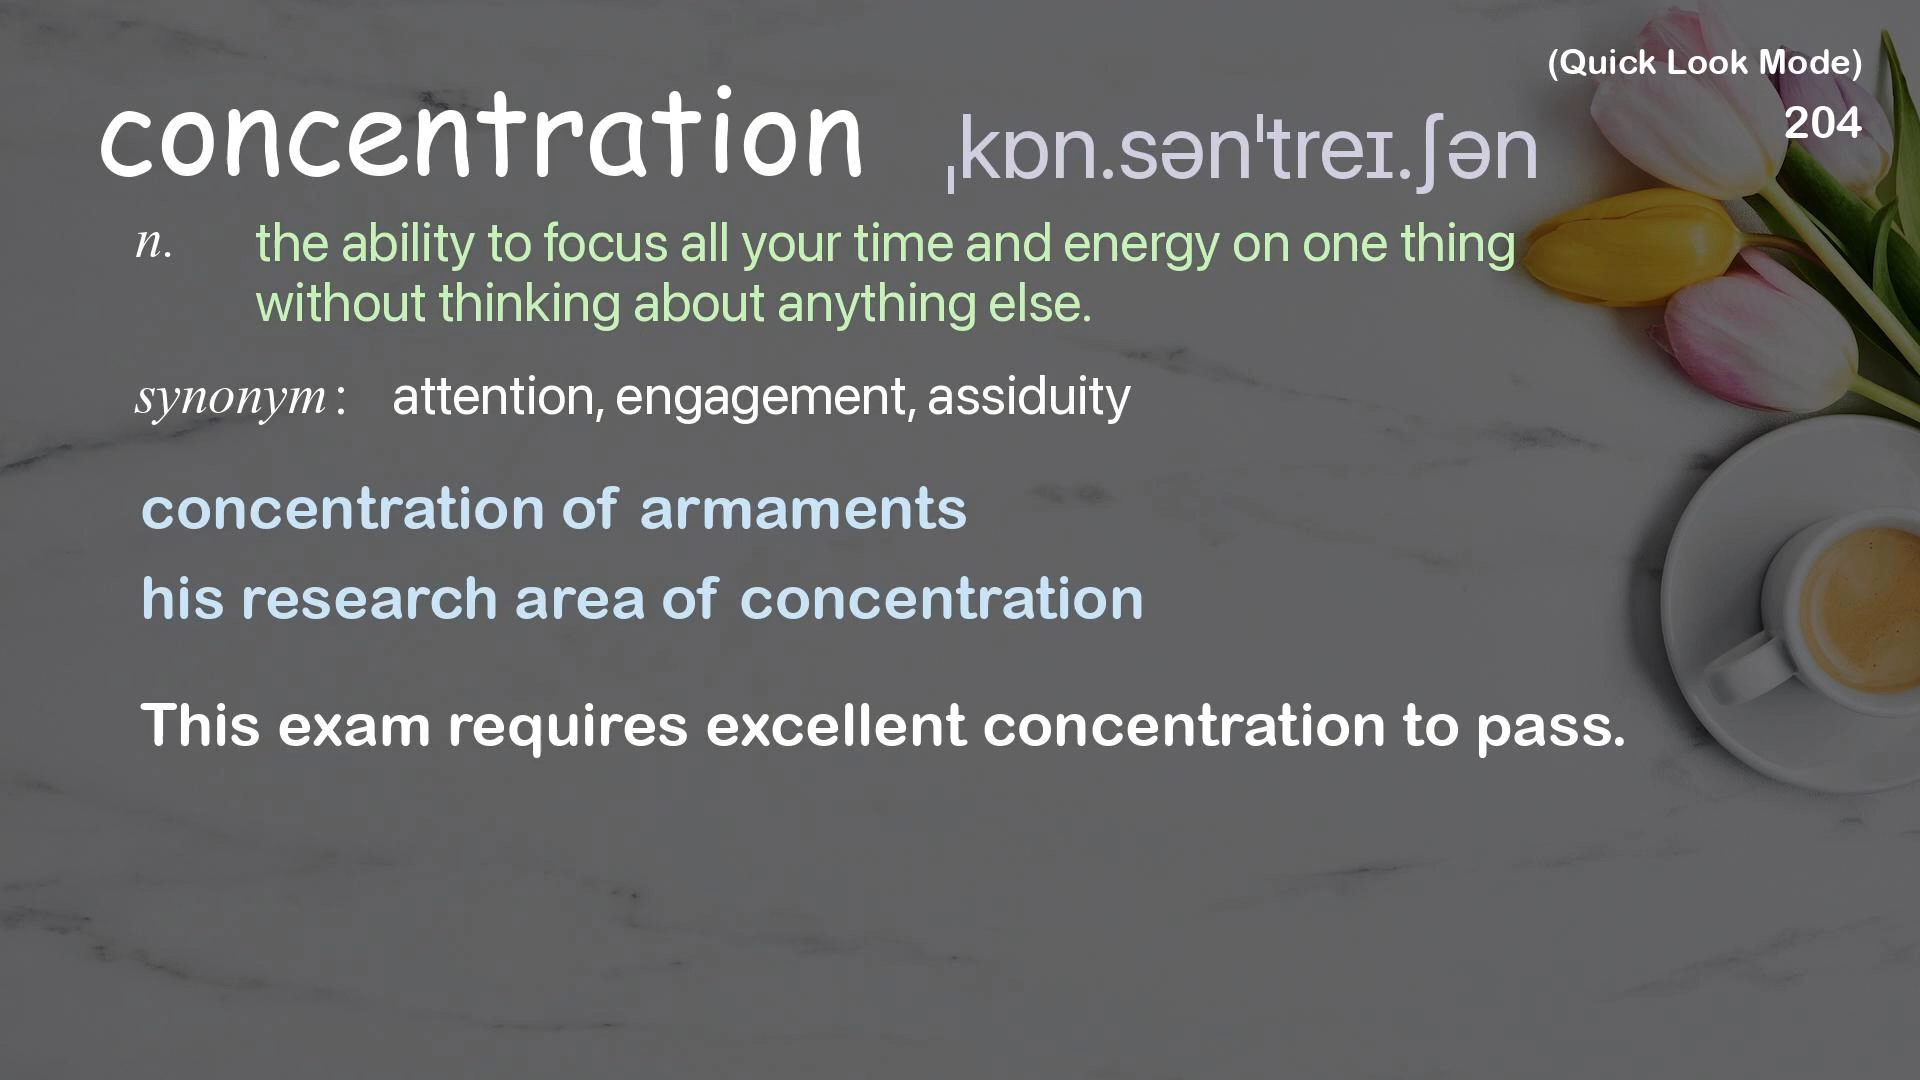 (Quick Look Mode)
204
concentration ˌkɒn.sənˈtreɪ.ʃən
n. the ability to focus all your time and energy on one thing
without thinking about anything else.
synonym: attention, engagement, assiduity
concentration of armaments
his research area of concentration
This exam requires excellent concentration to pass.